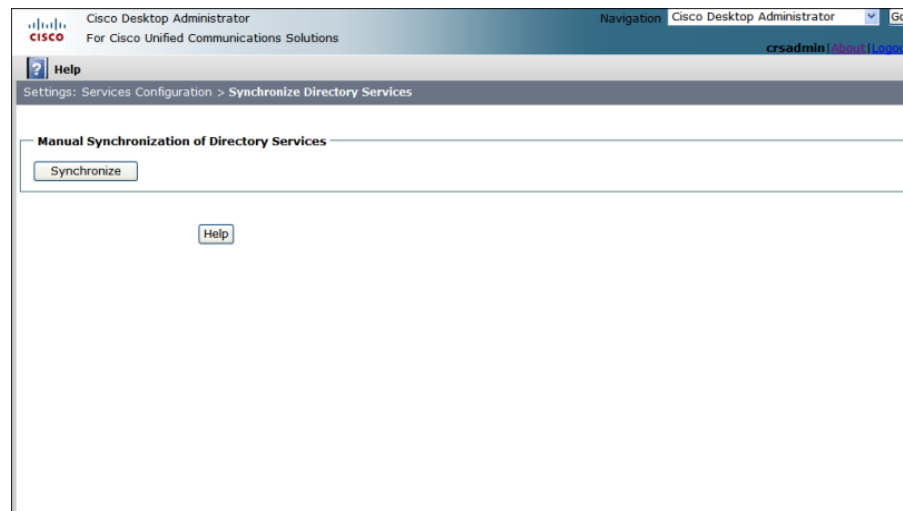 Cisco Desktop Administrator
Navigation Cisco Desktop Administrator
CISCO
For Cisco Unified Communications Solutions
crsadmin|About|Logou
? Help
Settings: Services Configuration > Synchronize Directory Services
Manual Synchronization of Directory Services
Synchronize
Help